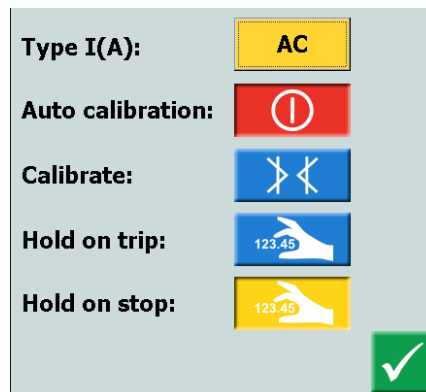 Type I(A): AC
Auto calibration:
Calibrate:
Hold on trip: 123.45
Hold on stop: 123.45